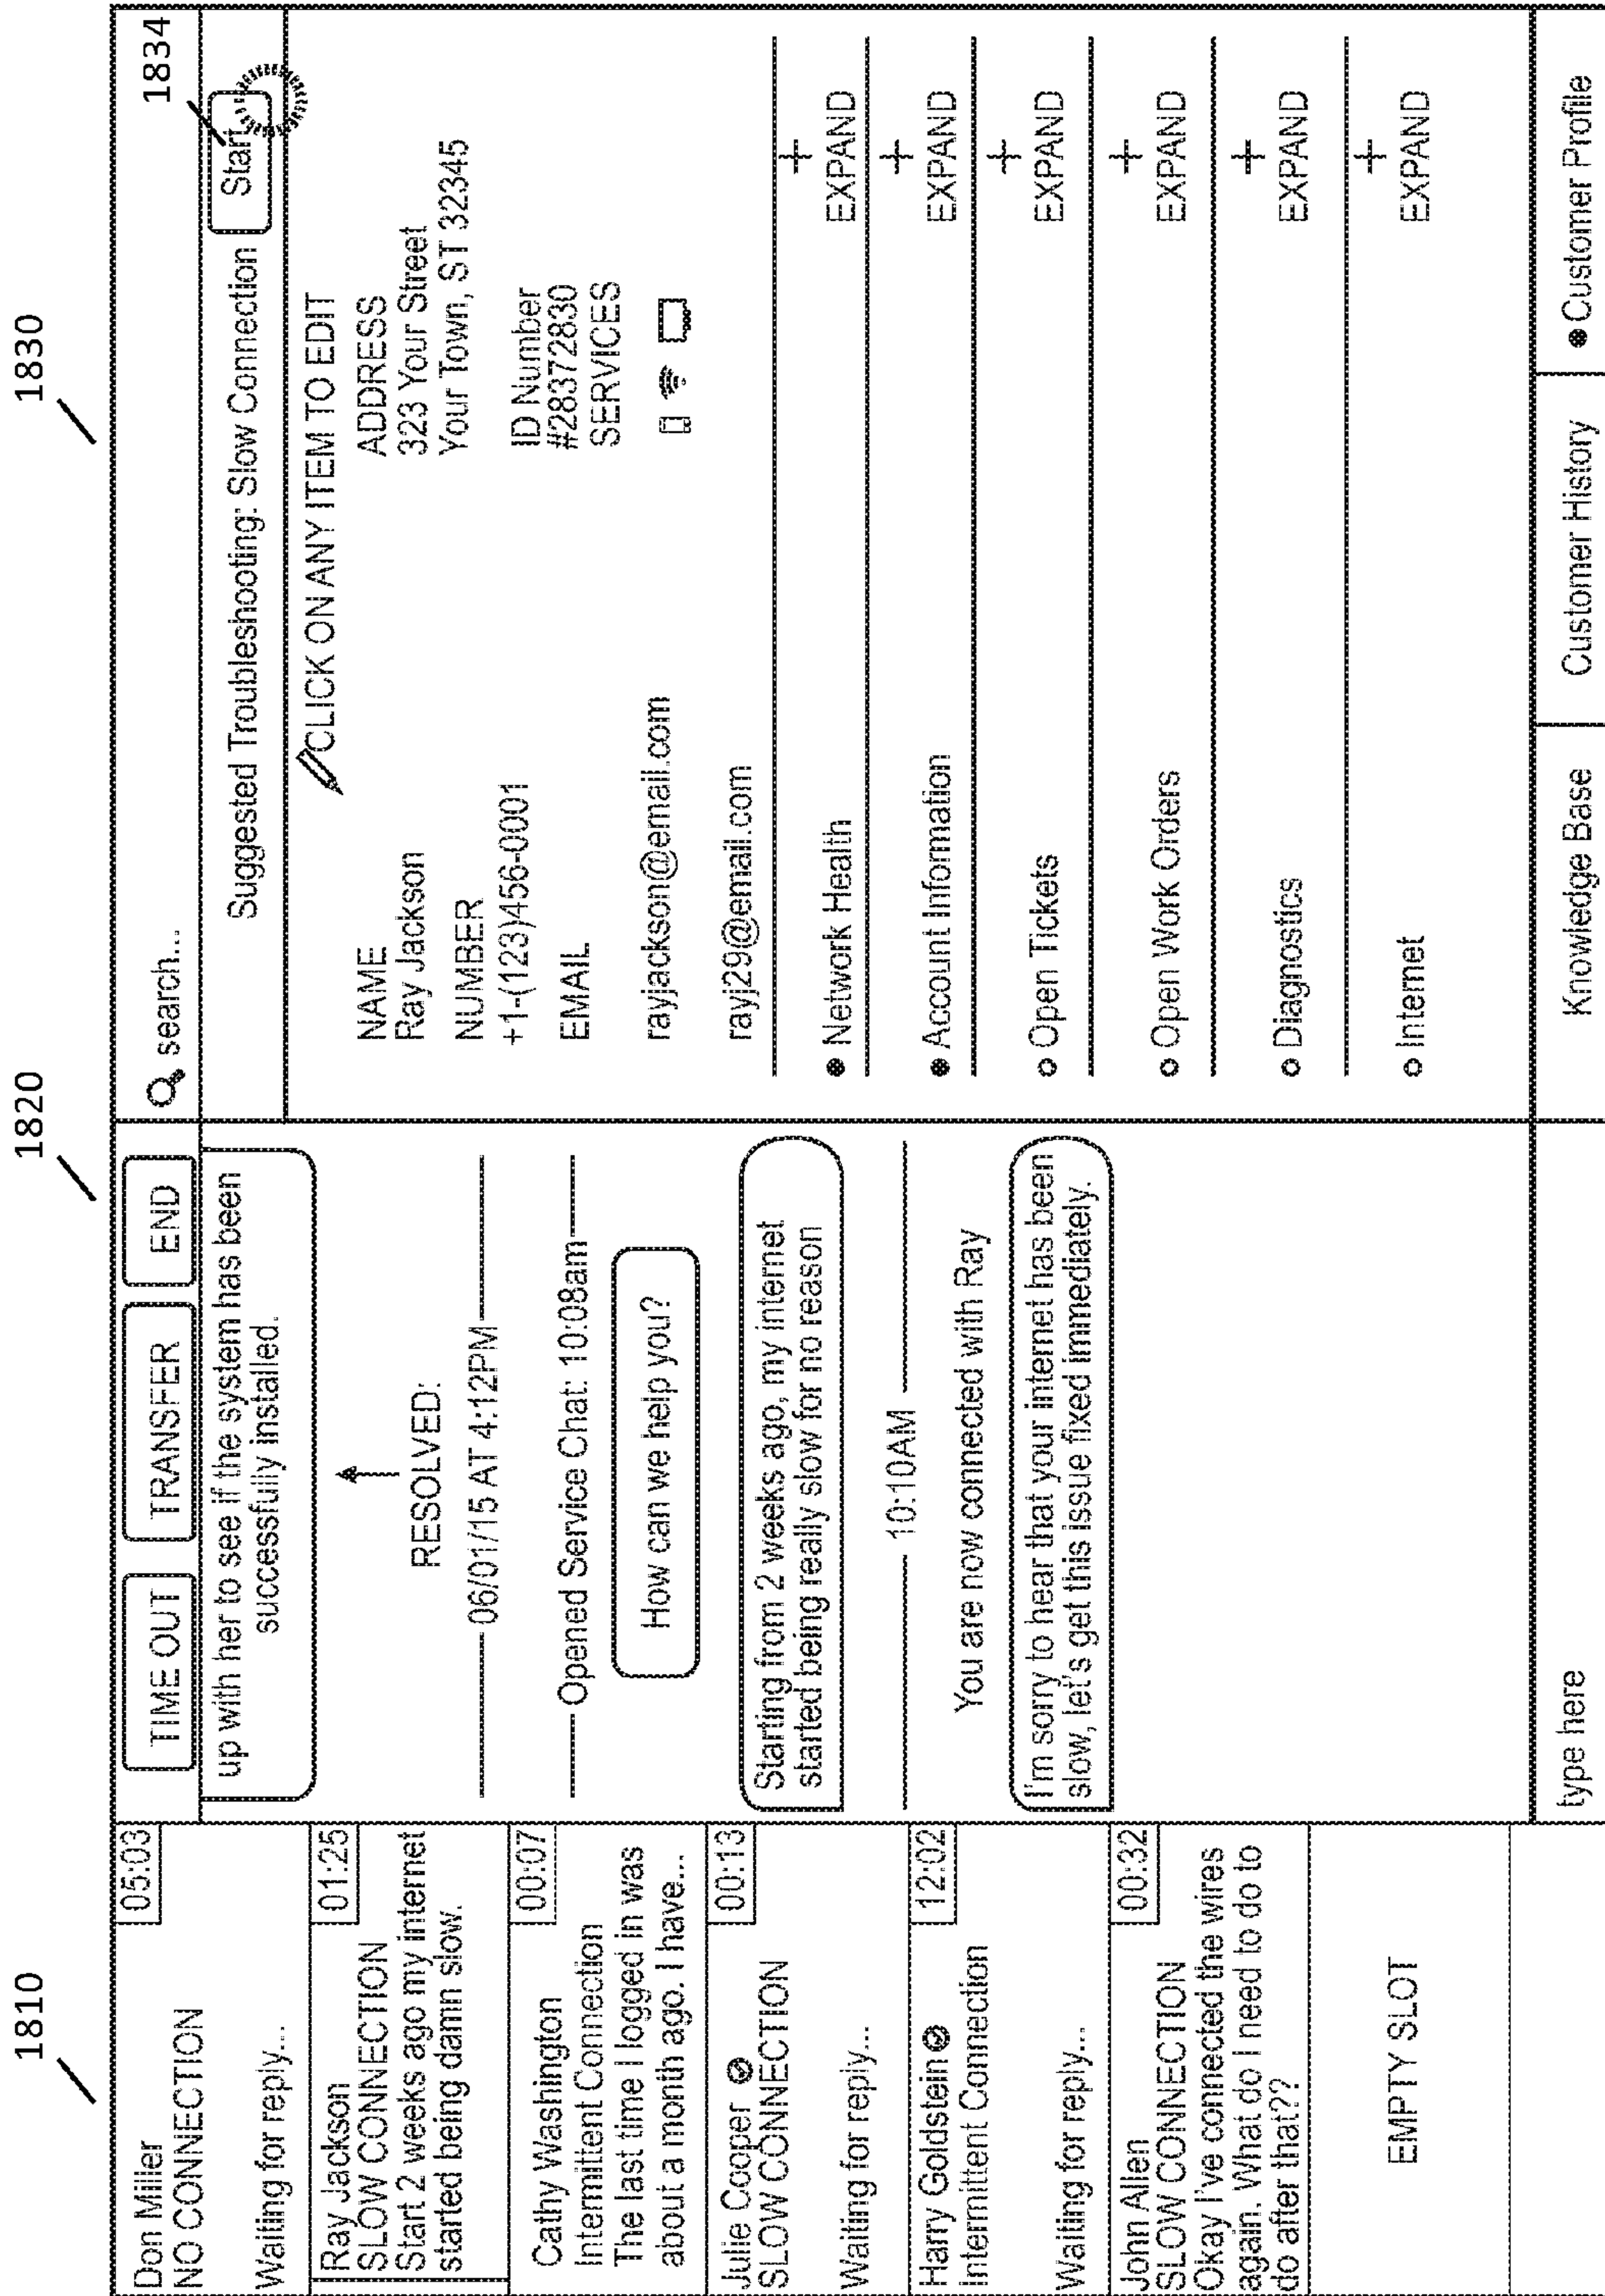 1810
1820
1830
Don Miller
05:03
NO CONNECTION
Waiting for reply...
Ray Jackson
01:25
SLOW CONNECTION
Start 2 weeks ago my internet
started being damn slow.
Cathy Washington
00:07
Intermittent Connection
The last time I logged in was
about a month ago. I have...
Julie Cooper
00:13
SLOW CONNECTION
Waiting for reply...
Harry Goldstein
12:02
Intermittent Connection
Waiting for reply...
John Allen
00:32
SLOW CONNECTION
Okay I've connected the wires
again. What do I need to do to
do after that??
EMPTY SLOT
TIME OUT
TRANSFER
END
up with her to see if the system has been
successfully installed.
RESOLVED:
06/01/15 AT 4:12PM
Opened Service Chat: 10:08am
How can we help you?
Starting from 2 weeks ago, my internet
started being really slow for no reason
10:10AM
You are now connected with Ray
I'm sorry to hear that your internet has been
slow, let's get this issue fixed immediately.
type here
search...
1834
Suggested Troubleshooting: Slow Connection
Start
CLICK ON ANY ITEM TO EDIT
NAME
Ray Jackson
NUMBER
+1-(123)456-0001
EMAIL
rayjackson@email.com
rayj29@email.com
ADDRESS
323 Your Street
Your Town, ST 32345
ID Number
#28372830
SERVICES
Network Health
+
EXPAND
Account Information
+
EXPAND
Open Tickets
+
EXPAND
Open Work Orders
+
EXPAND
Diagnostics
+
EXPAND
Internet
+
EXPAND
Knowledge Base
Customer History
Customer Profile